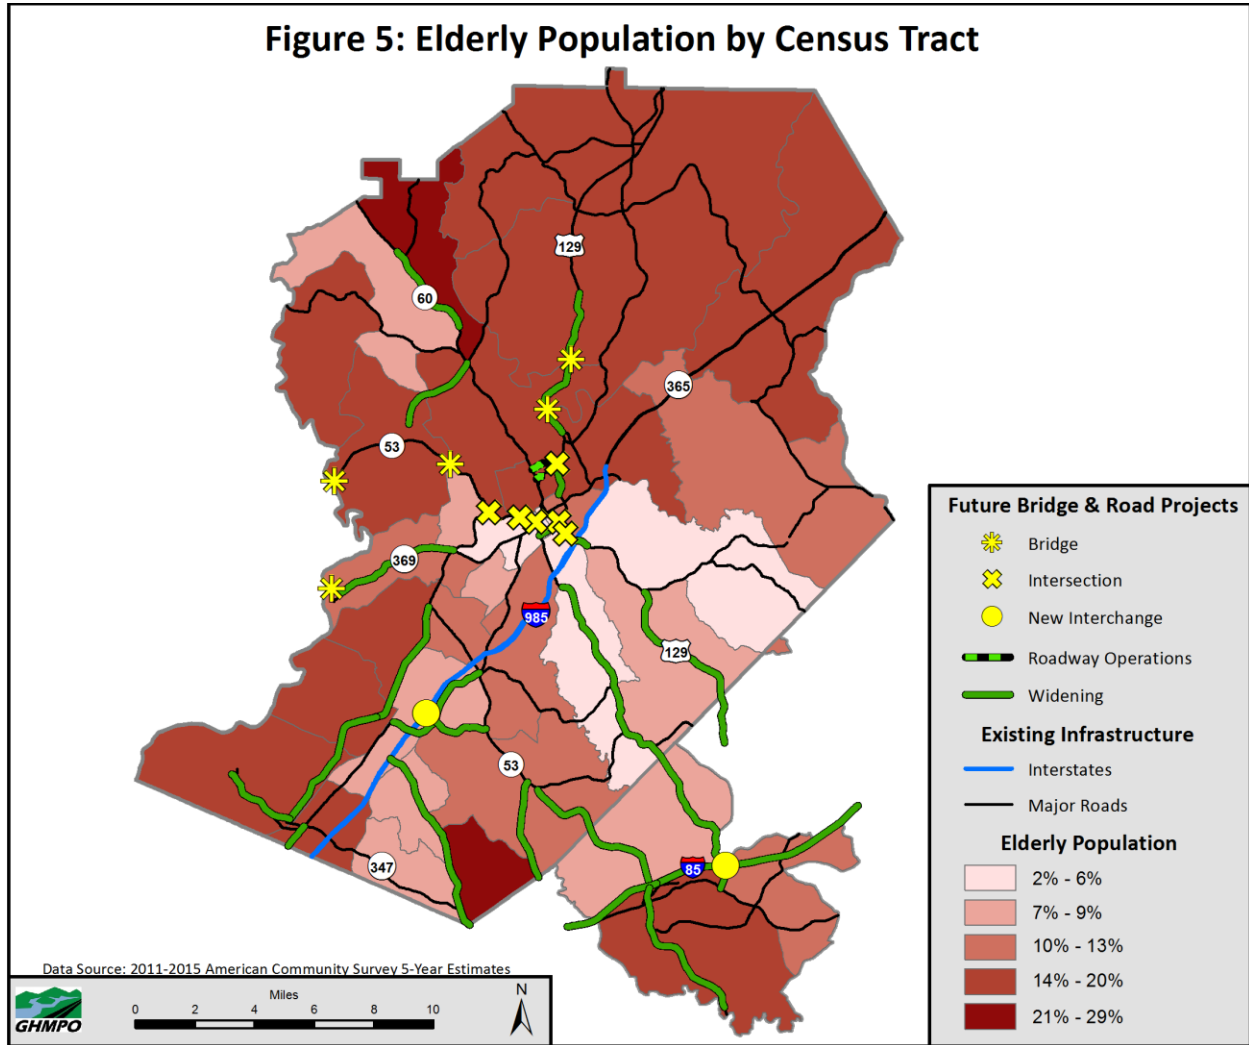 Figure 5: Elderly Population by Census Tract
129
60
365
53
369
985
129
53
347
85
Future Bridge & Road Projects
Bridge
Intersection
New Interchange
Roadway Operations
Widening
Existing Infrastructure
Interstates
Major Roads
Elderly Population
2% - 6%
7% - 9%
10% - 13%
14% - 20%
21% - 29%
Data Source: 2011-2015 American Community Survey 5-Year Estimates
GHMPO
Miles
0 2 4 6 8 10
N